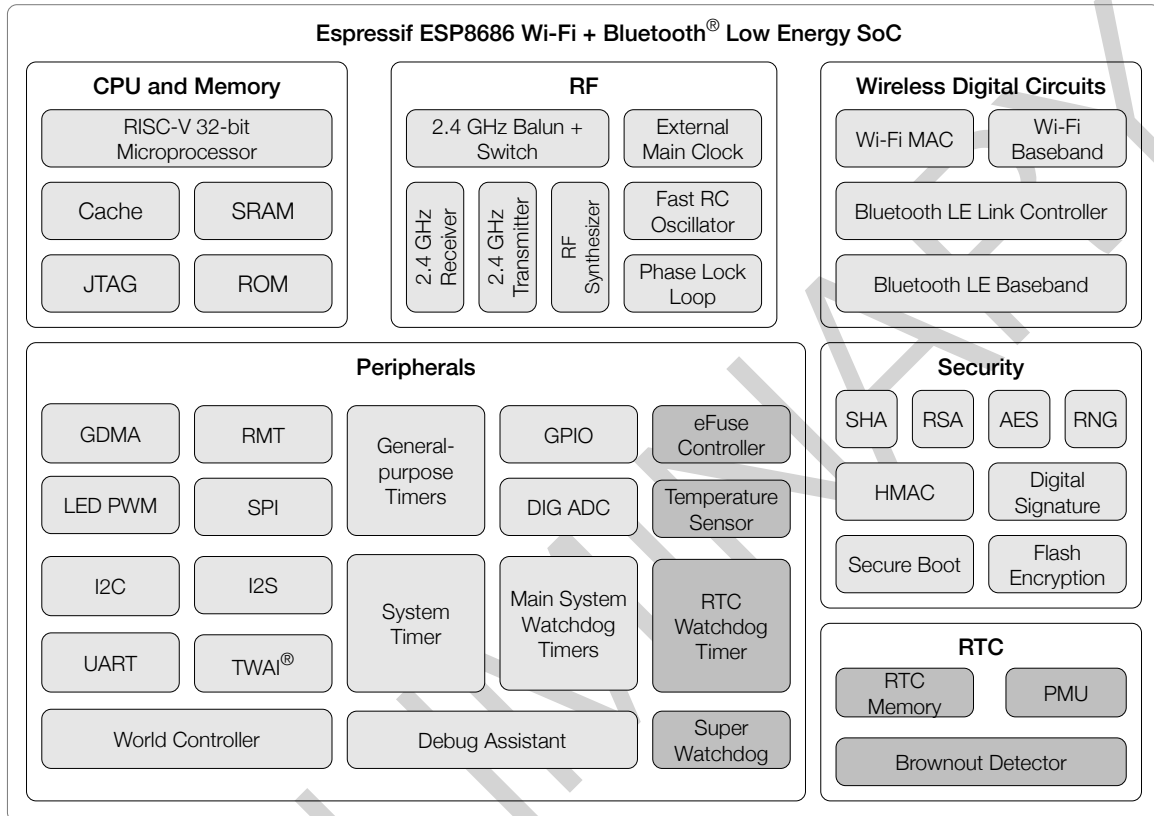 Espressif ESP8686 Wi-Fi + Bluetooth® Low Energy SoC
CPU and Memory
RISC-V 32-bit
Microprocessor
Cache
SRAM
JTAG
ROM
RF
2.4 GHz Balun +
Switch
External
Main Clock
2.4 GHz
Receiver
2.4 GHz
Transmitter
RF
Synthesizer
Fast RC
Oscillator
Phase Lock
Loop
Wireless Digital Circuits
Wi-Fi MAC
Wi-Fi
Baseband
Bluetooth LE Link Controller
Bluetooth LE Baseband
Peripherals
GDMA
RMT
General-
purpose
Timers
GPIO
eFuse
Controller
LED PWM
SPI
DIG ADC
Temperature
Sensor
I2C
I2S
System
Timer
Main System
Watchdog
Timers
RTC
Watchdog
Timer
UART
TWAI®
World Controller
Debug Assistant
Super
Watchdog
Security
SHA
RSA
AES
RNG
HMAC
Digital
Signature
Secure Boot
Flash
Encryption
RTC
RTC
Memory
PMU
Brownout Detector